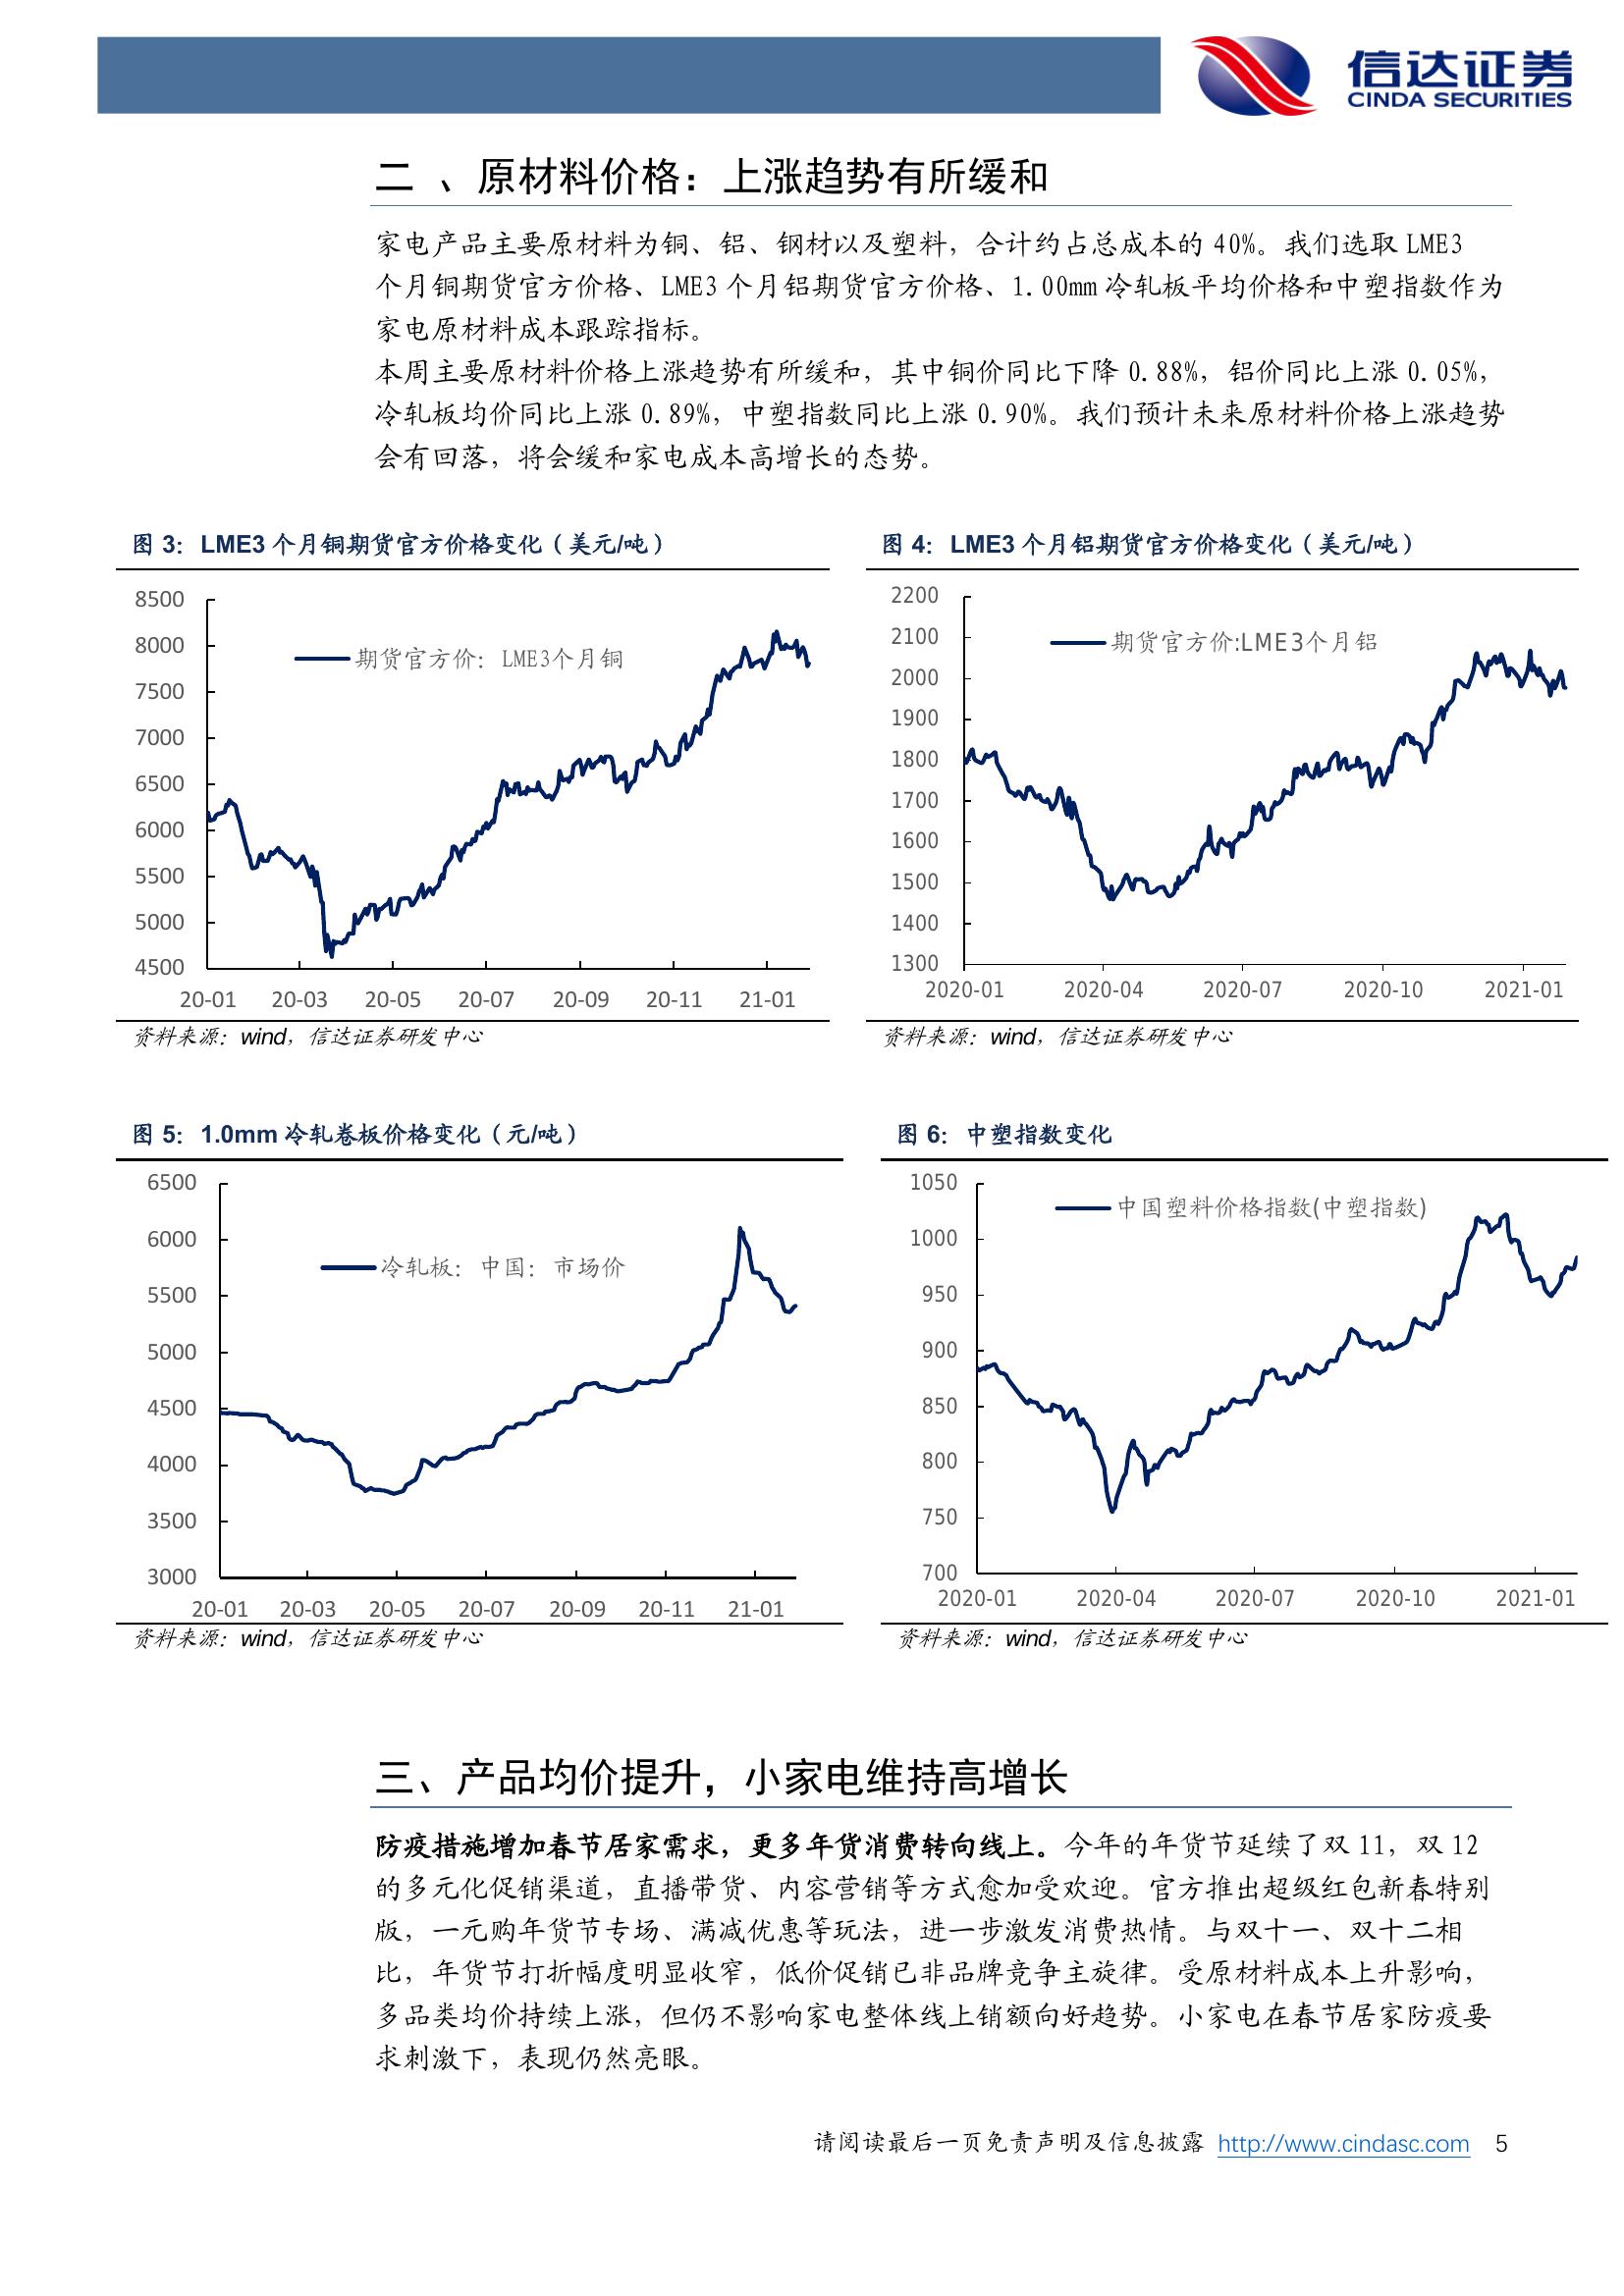 信达证券
CINDA SECURITIES
二 、原材料价格：上涨趋势有所缓和
家电产品主要原材料为铜、铝、钢材以及塑料，合计约占总成本的 40%。我们选取 LME3
个月铜期货官方价格、LME3 个月铝期货官方价格、1.00mm 冷轧板平均价格和中塑指数作为
家电原材料成本跟踪指标。
本周主要原材料价格上涨趋势有所缓和，其中铜价同比下降 0.88%，铝价同比上涨 0.05%，
冷轧板均价同比上涨 0.89%，中塑指数同比上涨 0.90%。我们预计未来原材料价格上涨趋势
会有回落，将会缓和家电成本高增长的态势。
图 3：LME3 个月铜期货官方价格变化（美元/吨）
8500
8000
7500
7000
6500
6000
5500
5000
4500
期货官方价：LME3个月铜
20-01 20-03 20-05 20-07 20-09 20-11 21-01
资料来源：wind，信达证券研发中心
图 4：LME3 个月铝期货官方价格变化（美元/吨）
2200
2100
2000
1900
1800
1700
1600
1500
1400
1300
期货官方价:LME3个月铝
2020-01 2020-04 2020-07 2020-10 2021-01
资料来源：wind，信达证券研发中心
图 5：1.0mm 冷轧卷板价格变化（元/吨）
6500
6000
5500
5000
4500
4000
3500
3000
冷轧板：中国：市场价
20-01 20-03 20-05 20-07 20-09 20-11 21-01
资料来源：wind，信达证券研发中心
图 6：中塑指数变化
1050
1000
950
900
850
800
750
700
中国塑料价格指数(中塑指数)
2020-01 2020-04 2020-07 2020-10 2021-01
资料来源：wind，信达证券研发中心
三、产品均价提升，小家电维持高增长
防疫措施增加春节居家需求，更多年货消费转向线上。今年的年货节延续了双 11，双 12
的多元化促销渠道，直播带货、内容营销等方式愈加受欢迎。官方推出超级红包新春特别
版，一元购年货节专场、满减优惠等玩法，进一步激发消费热情。与双十一、双十二相
比，年货节打折幅度明显收窄，低价促销已非品牌竞争主旋律。受原材料成本上升影响，
多品类均价持续上涨，但仍不影响家电整体线上销额向好趋势。小家电在春节居家防疫要
求刺激下，表现仍然亮眼。
请阅读最后一页免责声明及信息披露 http://www.cindasc.com 5